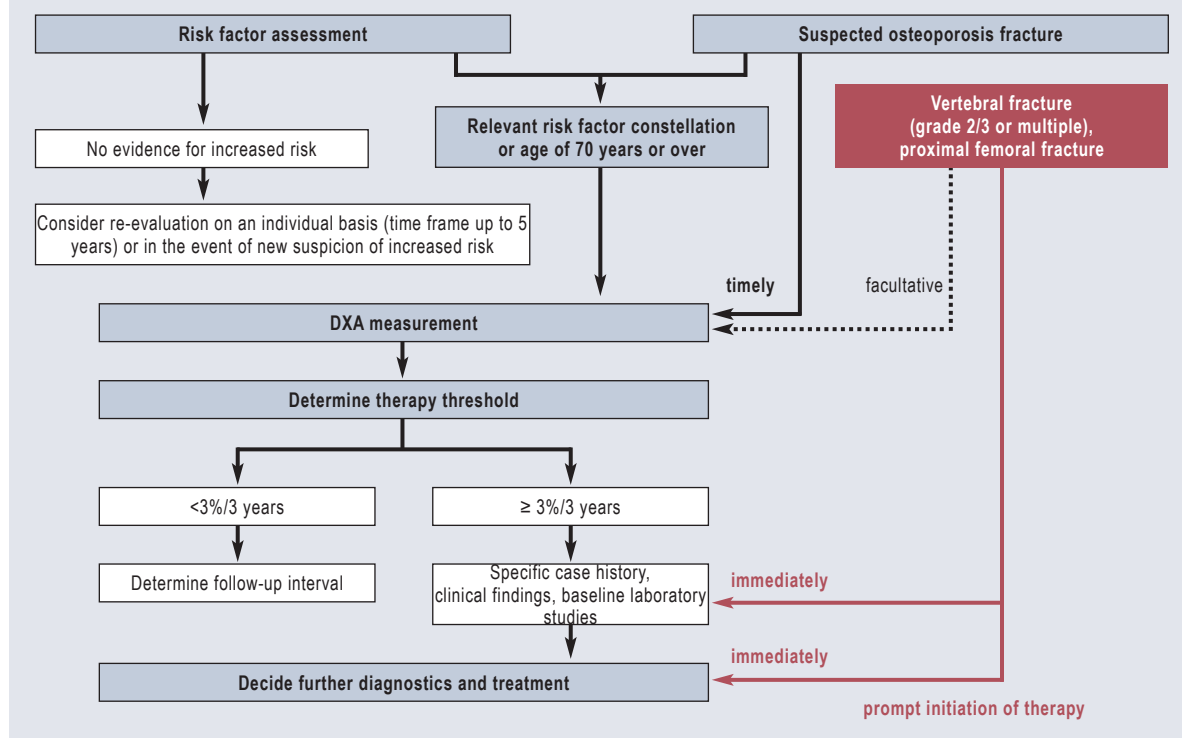 Risk factor assessment
Suspected osteoporosis fracture
Vertebral fracture
(grade 2/3 or multiple),
proximal femoral fracture
Relevant risk factor constellation
or age of 70 years or over
No evidence for increased risk
Consider re-evaluation on an individual basis (time frame up to 5
years) or in the event of new suspicion of increased risk
timely
facultative
DXA measurement
Determine therapy threshold
<3%/3 years
≥ 3%/3 years
Determine follow-up interval
Specific case history,
clinical findings, baseline laboratory
studies
immediately
immediately
Decide further diagnostics and treatment
prompt initiation of therapy